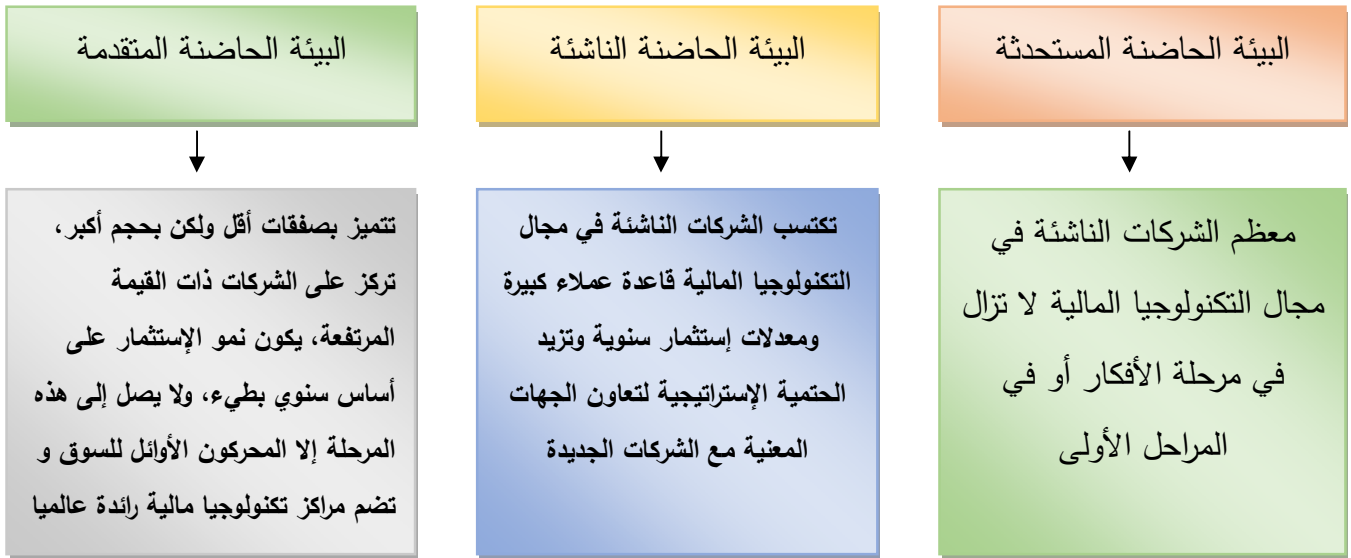 البيئة الحاضنة المستحدثة
معظم الشركات الناشئة في
مجال التكنولوجيا المالية لا تزال
في مرحلة الأفكار أو في
المراحل الأولى
البيئة الحاضنة الناشئة
تكتسب الشركات الناشئة في مجال
التكنولوجيا المالية قاعدة عملاء كبيرة
ومعدلات إستثمار سنوية وتزيد
الحتمية الإستراتيجية لتعاون الجهات
المعنية مع الشركات الجديدة
البيئة الحاضنة المتقدمة
تتميز بصفقات أقل ولكن بحجم أكبر،
تركز على الشركات ذات القيمة
المرتفعة، يكون نمو الإستثمار على
أساس سنوي بطيء، ولا يصل إلى هذه
المرحلة إلا المحركون الأوائل للسوق و
تضم مراكز تكنولوجيا مالية رائدة عالميا